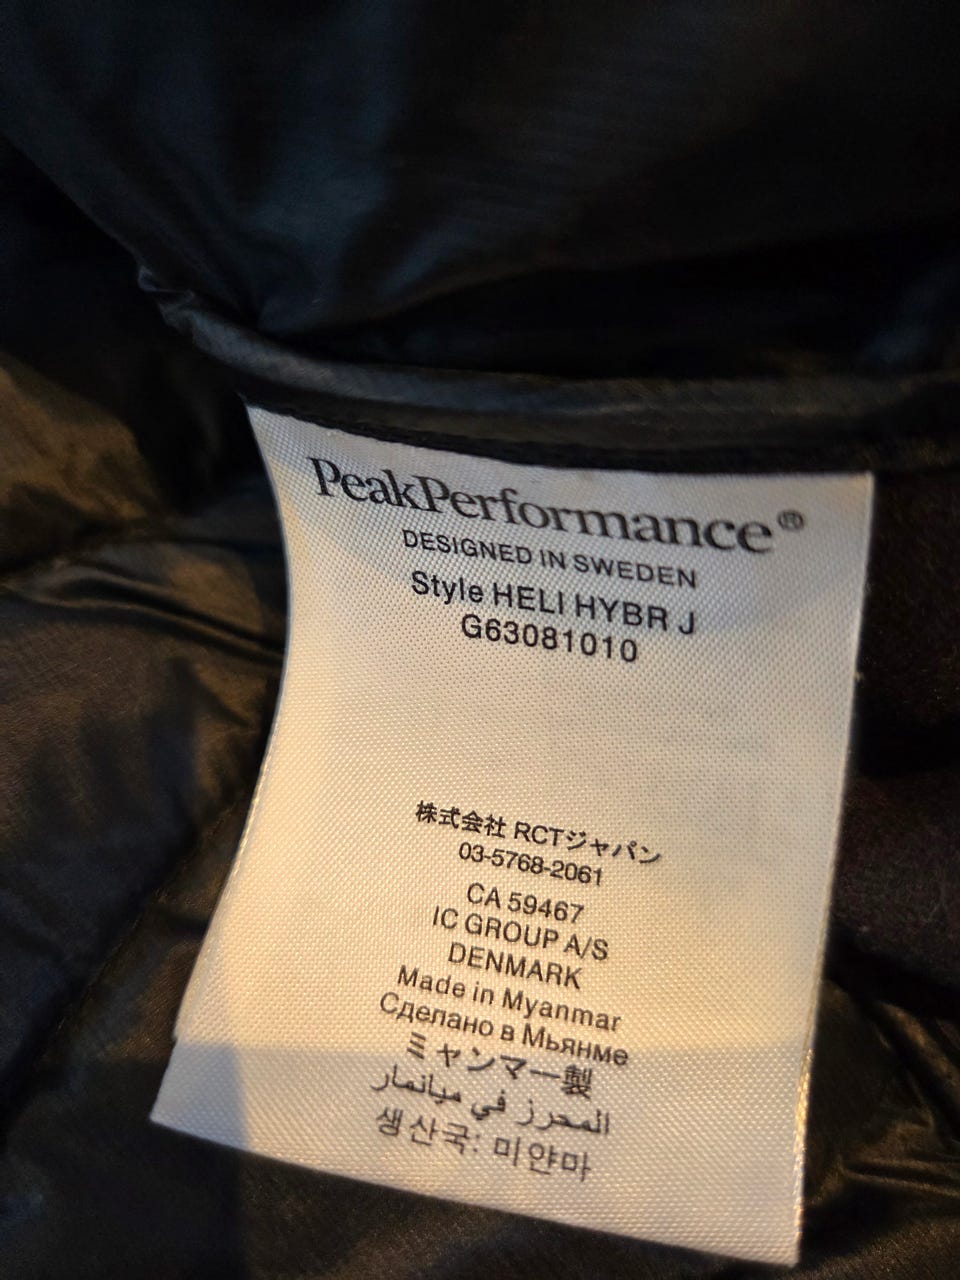 PeakPerformance®
DESIGNED IN SWEDEN
Style HELI HYBR J
G63081010
株式会社 RCTジャパン
03-5768-2061
CA 59467
IC GROUP A/S
DENMARK
Made in Myanmar
Сделано в Мьянме
ミャンマー製
المحرز في ميانمار
생산국: 미얀마